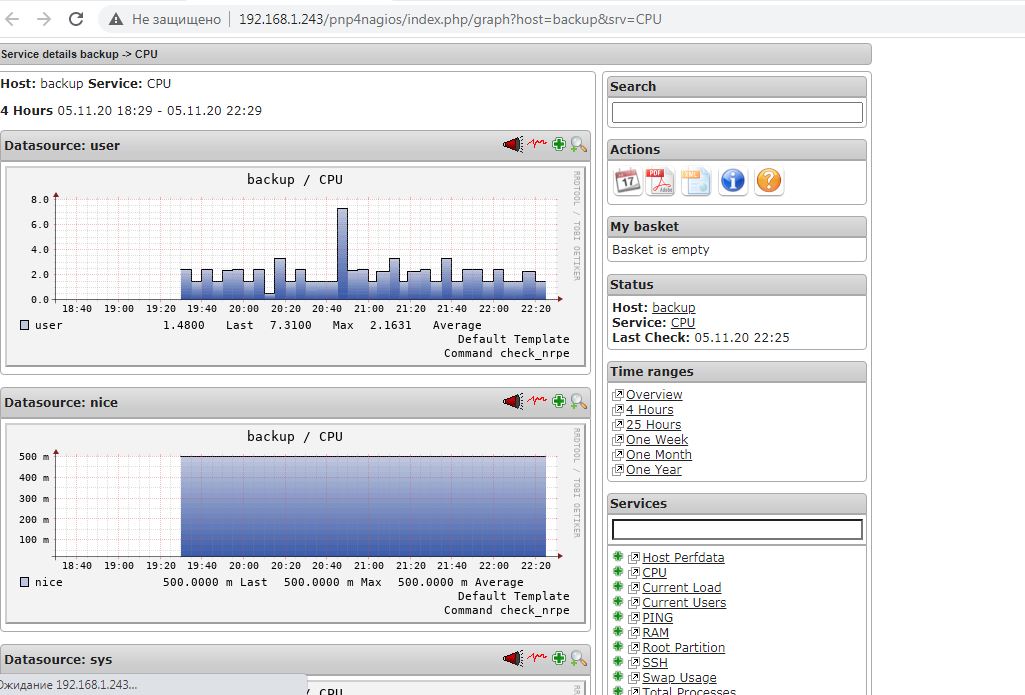 Не защищено
192.168.1.243/pnp4nagios/index.php/graph?host=backup&srv=CPU
Service details backup -> CPU
Host: backup Service: CPU
4 Hours 05.11.20 18:29 - 05.11.20 22:29
Datasource: user
backup / CPU
RRDTOOL / TOBI OETIKER
8.0
6.0
4.0
2.0
0.0
18:40 19:00 19:20 19:40 20:00 20:20 20:40 21:00 21:20 21:40 22:00 22:20
user 1.4800 Last 7.3100 Max 2.1631 Average
Default Template
Command check_nrpe
Datasource: nice
backup / CPU
RRDTOOL / TOBI OETIKER
500 m
400 m
300 m
200 m
100 m
18:40 19:00 19:20 19:40 20:00 20:20 20:40 21:00 21:20 21:40 22:00 22:20
nice 500.0000 m Last 500.0000 m Max 500.0000 m Average
Default Template
Command check_nrpe
Datasource: sys
/ CPU
Ожидание 192.168.1.243...
Search
Actions
17
PDF
Adobe
XML
My basket
Basket is empty
Status
Host: backup
Service: CPU
Last Check: 05.11.20 22:25
Time ranges
Overview
4 Hours
25 Hours
One Week
One Month
One Year
Services
Host Perfdata
CPU
Current Load
Current Users
PING
RAM
Root Partition
SSH
Swap Usage
Total Processes